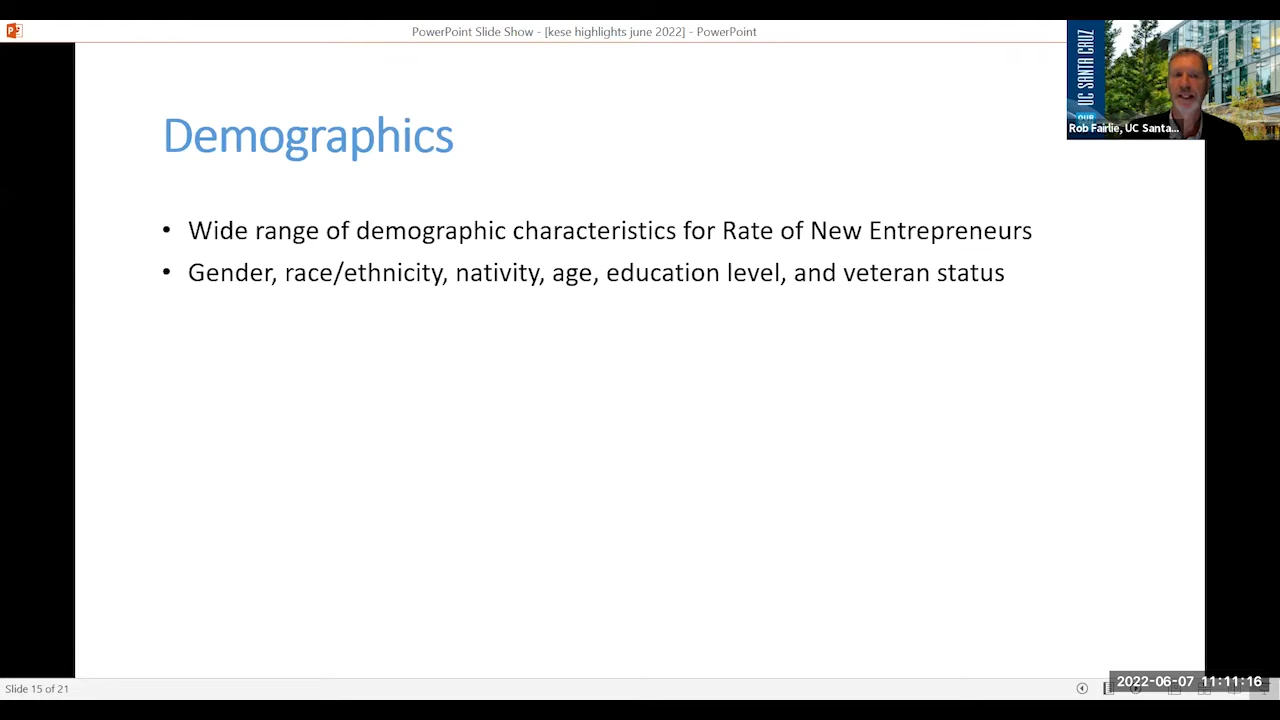 PowerPoint Slide Show - [kese highlights june 2022] - PowerPoint
UC SANTA CRUZ
OUR
Rob Fairlie, UC Santa...
Demographics
• Wide range of demographic characteristics for Rate of New Entrepreneurs
• Gender, race/ethnicity, nativity, age, education level, and veteran status
Slide 15 of 21
2022-06-07 11:11:16